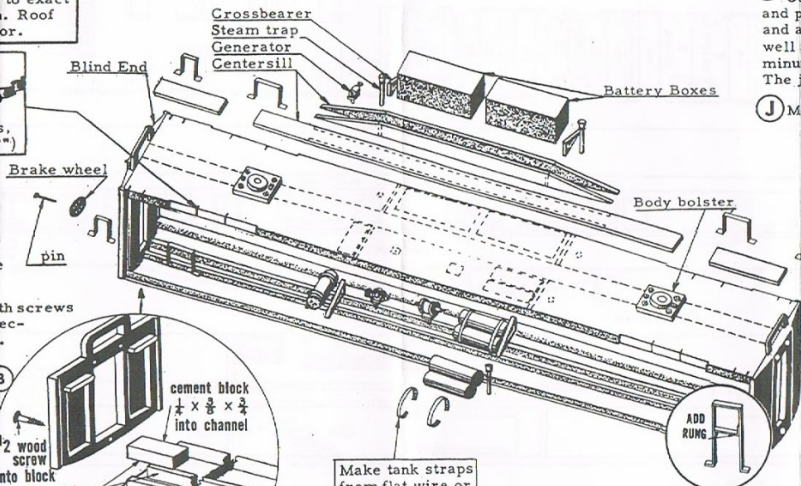 to exact
Roof
or.
Crossbearer
Steam trap
Generator
Centersill
Blind End
Battery Boxes
and p
and a
well
minu
The
J M
Brake wheel
pin
Body bolster
th screws
ec-
cement block
1/4 x 3/8 x 3/4
into channel
2 wood
screw
into block
ADD
RUNG
Make tank straps
from flat wire or